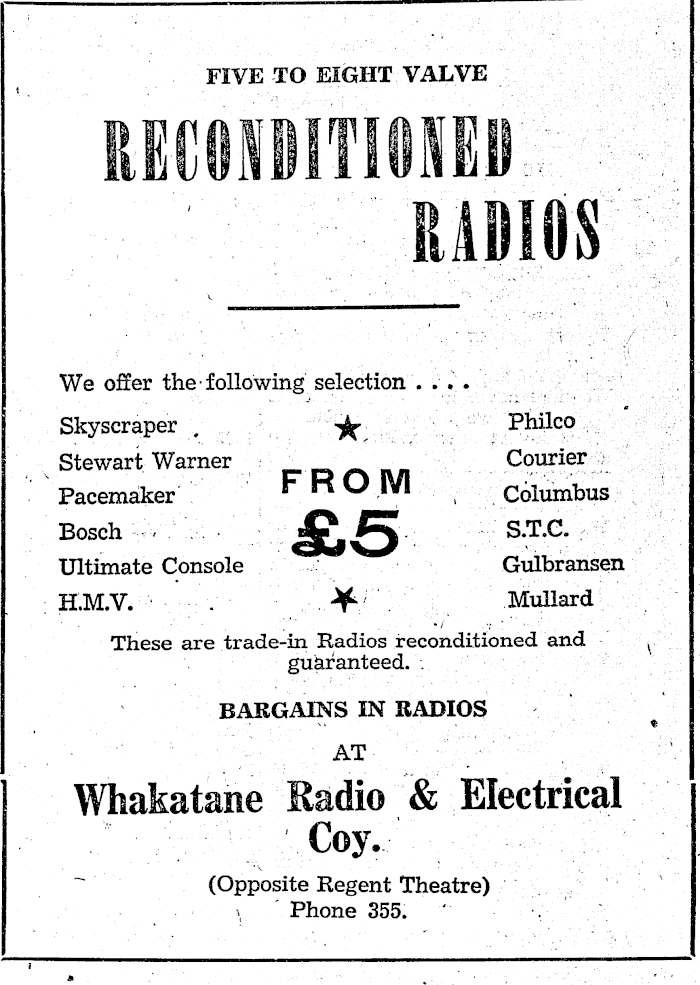 FIVE TO EIGHT VALVE
RECONDITIONED
RADIOS
We offer the following selection . . . .
Skyscraper
Stewart Warner
Pacemaker
Bosch
Ultimate Console
H.M.V.
FROM
£5
Philco
Courier
Columbus
S.T.C.
Gulbransen
Mullard
These are trade-in Radios reconditioned and
guaranteed.
BARGAINS IN RADIOS
AT
Whakatane Radio & Electrical
Coy.
(Opposite Regent Theatre)
Phone 355.